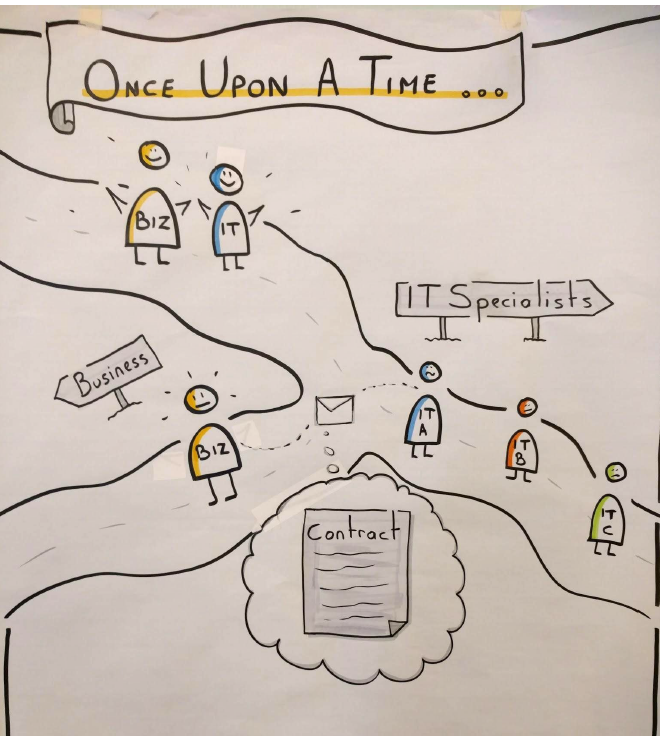 ONCE UPON A TIME ...
BIZ
IT
IT Specialists
Business
BIZ
IT
A
IT
B
IT
C
Contract